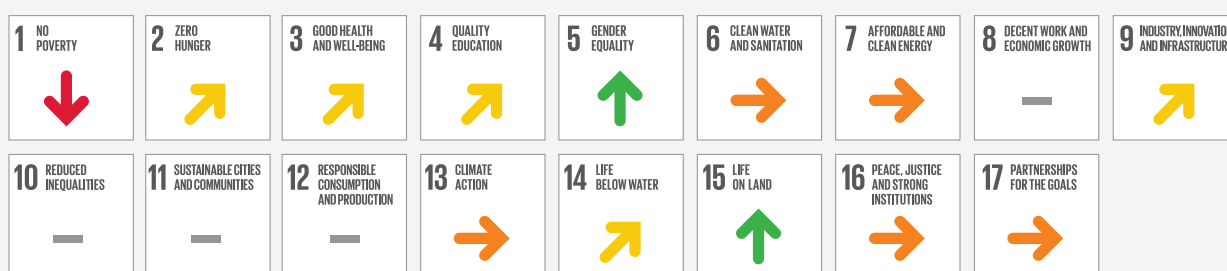 1 NO
POVERTY
2 ZERO
HUNGER
3 GOOD HEALTH
AND WELL-BEING
4 QUALITY
EDUCATION
5 GENDER
EQUALITY
6 CLEAN WATER
AND SANITATION
7 AFFORDABLE AND
CLEAN ENERGY
8 DECENT WORK AND
ECONOMIC GROWTH
9 INDUSTRY, INNOVATIO
AND INFRASTRUCTUR
10 REDUCED
INEQUALITIES
11 SUSTAINABLE CITIES
AND COMMUNITIES
12 RESPONSIBLE
CONSUMPTION
AND PRODUCTION
13 CLIMATE
ACTION
14 LIFE
BELOW WATER
15 LIFE
ON LAND
16 PEACE, JUSTICE
AND STRONG
INSTITUTIONS
17 PARTNERSHIPS
FOR THE GOALS